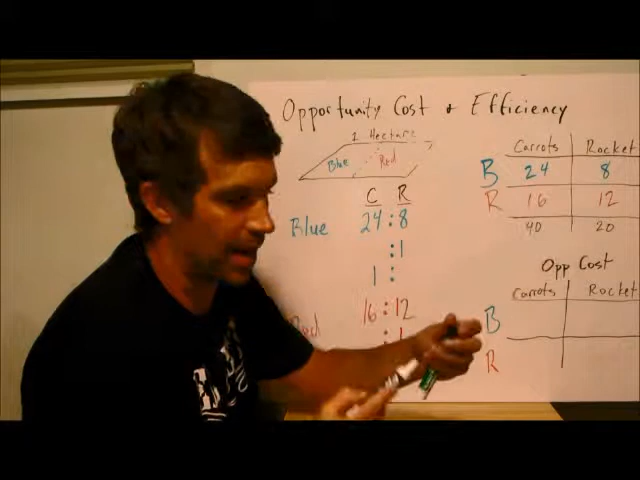 Opportunity Cost & Efficiency
1 Hectare
Blue Red
C R
Blue 24 : 8
: 1
1 :
Red 16 : 12
: 1
Carrots Rocket
B 24 8
R 16 12
40 20
Opp Cost
Carrots Rocket
B
R